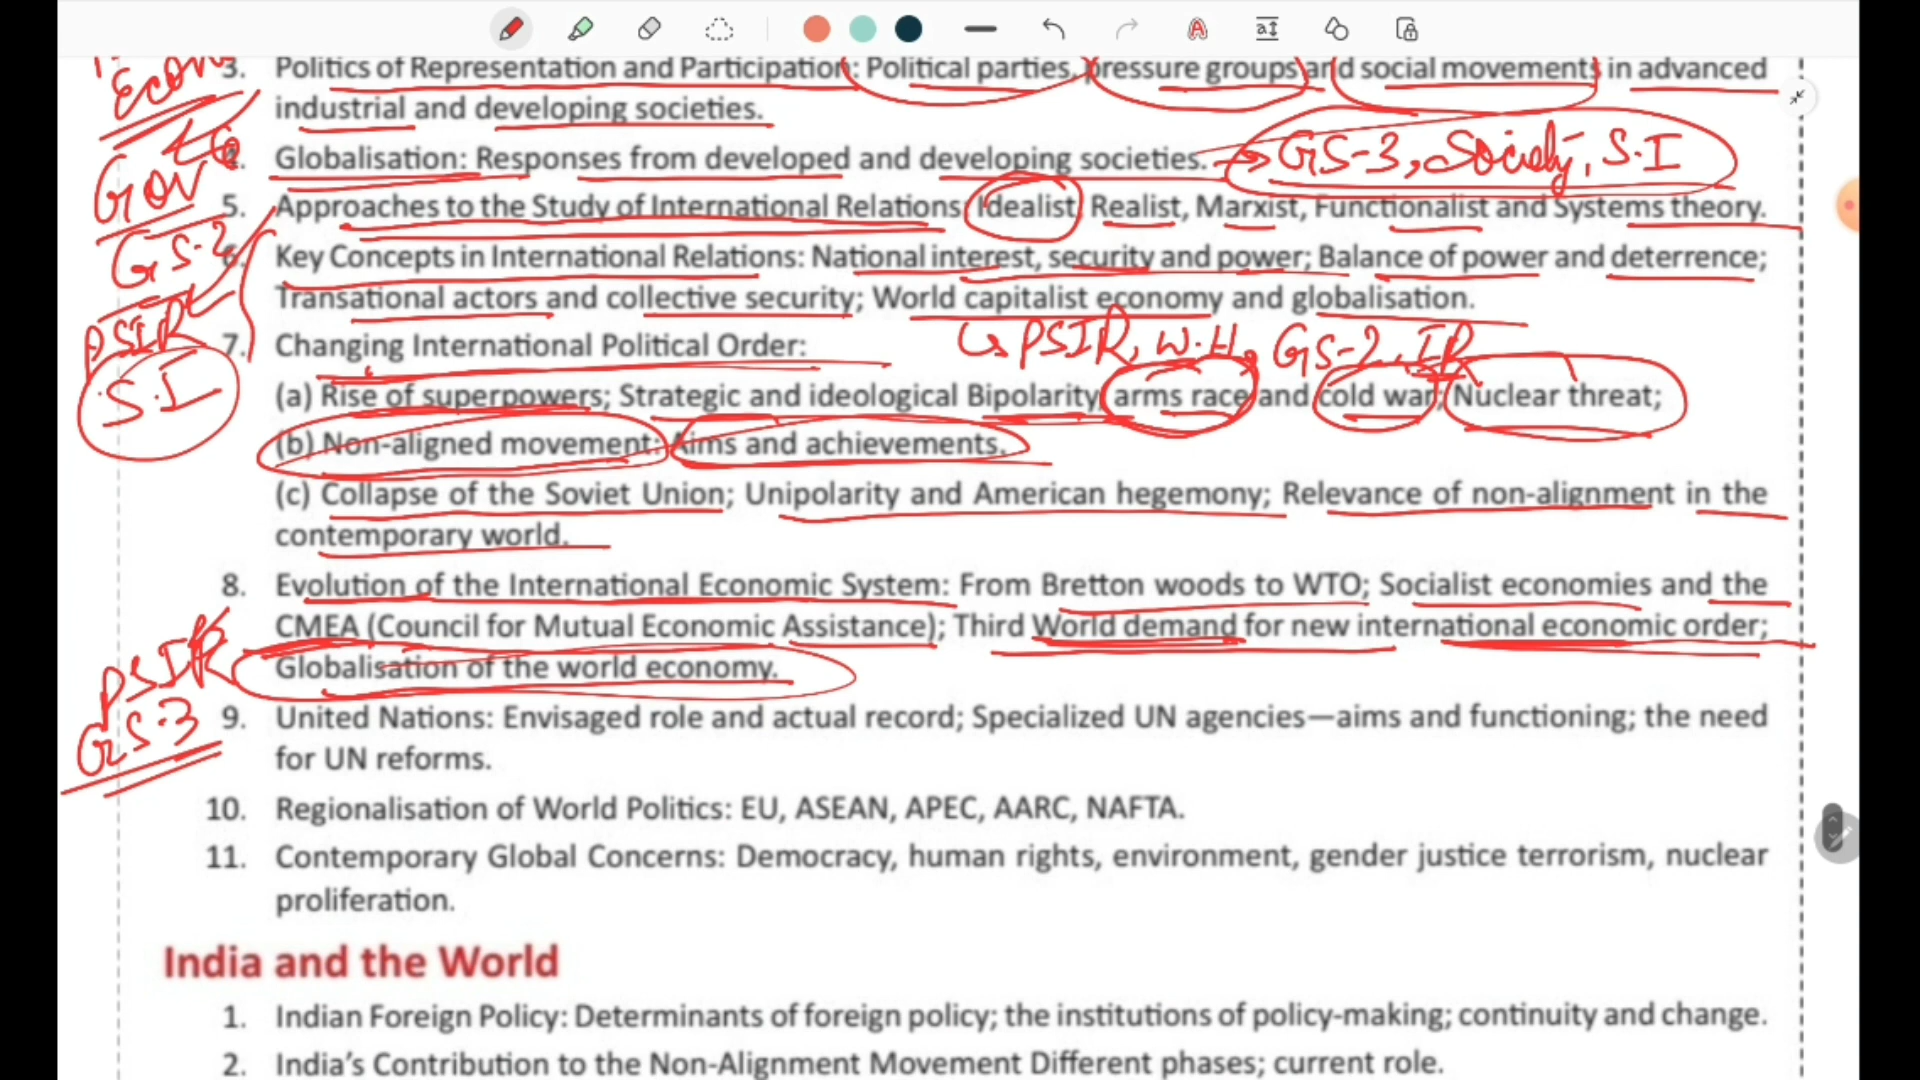 3. Politics of Representation and Participation: Political parties, pressure groups and social movements in advanced
industrial and developing societies.
4. Globalisation: Responses from developed and developing societies. → GS-3, Society, S.I
5. Approaches to the Study of International Relations: Idealist, Realist, Marxist, Functionalist and Systems theory.
6. Key Concepts in International Relations: National interest, security and power; Balance of power and deterrence;
Transational actors and collective security; World capitalist economy and globalisation.
PSIR, W.H, GS-2, IR
7. Changing International Political Order:
(a) Rise of superpowers; Strategic and ideological Bipolarity, arms race and cold war; Nuclear threat;
(b) Non-aligned movement: Aims and achievements.
(c) Collapse of the Soviet Union; Unipolarity and American hegemony; Relevance of non-alignment in the
contemporary world.
8. Evolution of the International Economic System: From Bretton woods to WTO; Socialist economies and the
CMEA (Council for Mutual Economic Assistance); Third World demand for new international economic order;
Globalisation of the world economy.
9. United Nations: Envisaged role and actual record; Specialized UN agencies—aims and functioning; the need
for UN reforms.
10. Regionalisation of World Politics: EU, ASEAN, APEC, AARC, NAFTA.
11. Contemporary Global Concerns: Democracy, human rights, environment, gender justice terrorism, nuclear
proliferation.
India and the World
1. Indian Foreign Policy: Determinants of foreign policy; the institutions of policy-making; continuity and change.
2. India's Contribution to the Non-Alignment Movement Different phases; current role.
Econ
GOV
GS-2
PSIR
S.I
PSIR
GS-3